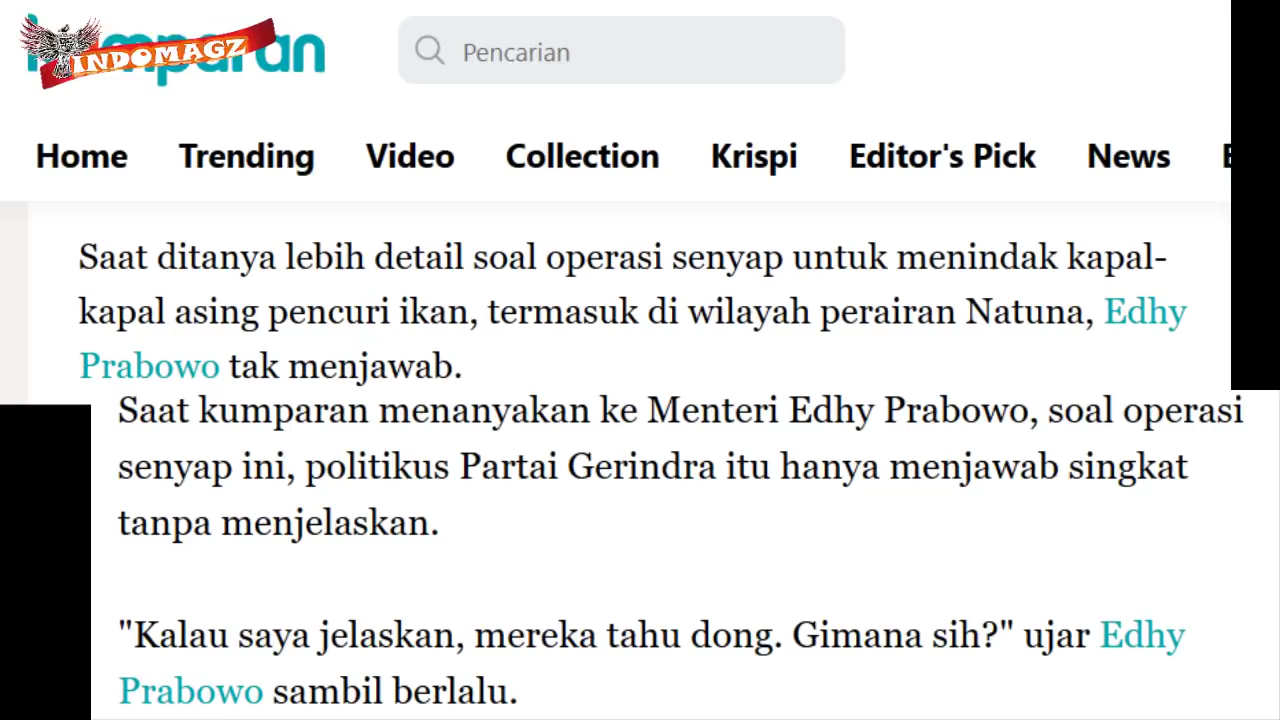 INDOMAGZ
Pencarian
Home Trending Video Collection Krispi Editor's Pick News
Saat ditanya lebih detail soal operasi senyap untuk menindak kapal-
kapal asing pencuri ikan, termasuk di wilayah perairan Natuna, Edhy
Prabowo tak menjawab.
Saat kumparan menanyakan ke Menteri Edhy Prabowo, soal operasi
senyap ini, politikus Partai Gerindra itu hanya menjawab singkat
tanpa menjelaskan.
"Kalau saya jelaskan, mereka tahu dong. Gimana sih?" ujar Edhy
Prabowo sambil berlalu.